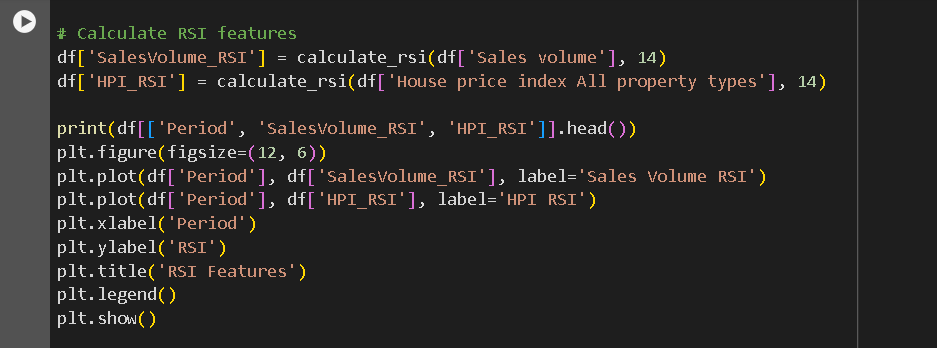 # Calculate RSI features
df['SalesVolume_RSI'] = calculate_rsi(df['Sales volume'], 14)
df['HPI_RSI'] = calculate_rsi(df['House price index All property types'], 14)
print(df[['Period', 'SalesVolume_RSI', 'HPI_RSI']].head())
plt.figure(figsize=(12, 6))
plt.plot(df['Period'], df['SalesVolume_RSI'], label='Sales Volume RSI')
plt.plot(df['Period'], df['HPI_RSI'], label='HPI RSI')
plt.xlabel('Period')
plt.ylabel('RSI')
plt.title('RSI Features')
plt.legend()
plt.show()